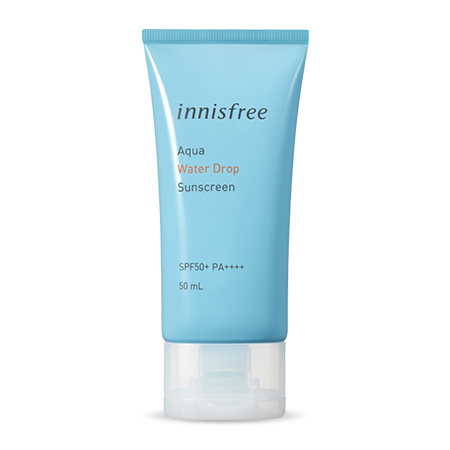 innisfree
Aqua
Water Drop
Sunscreen
SPF50+ PA++++
50 mL